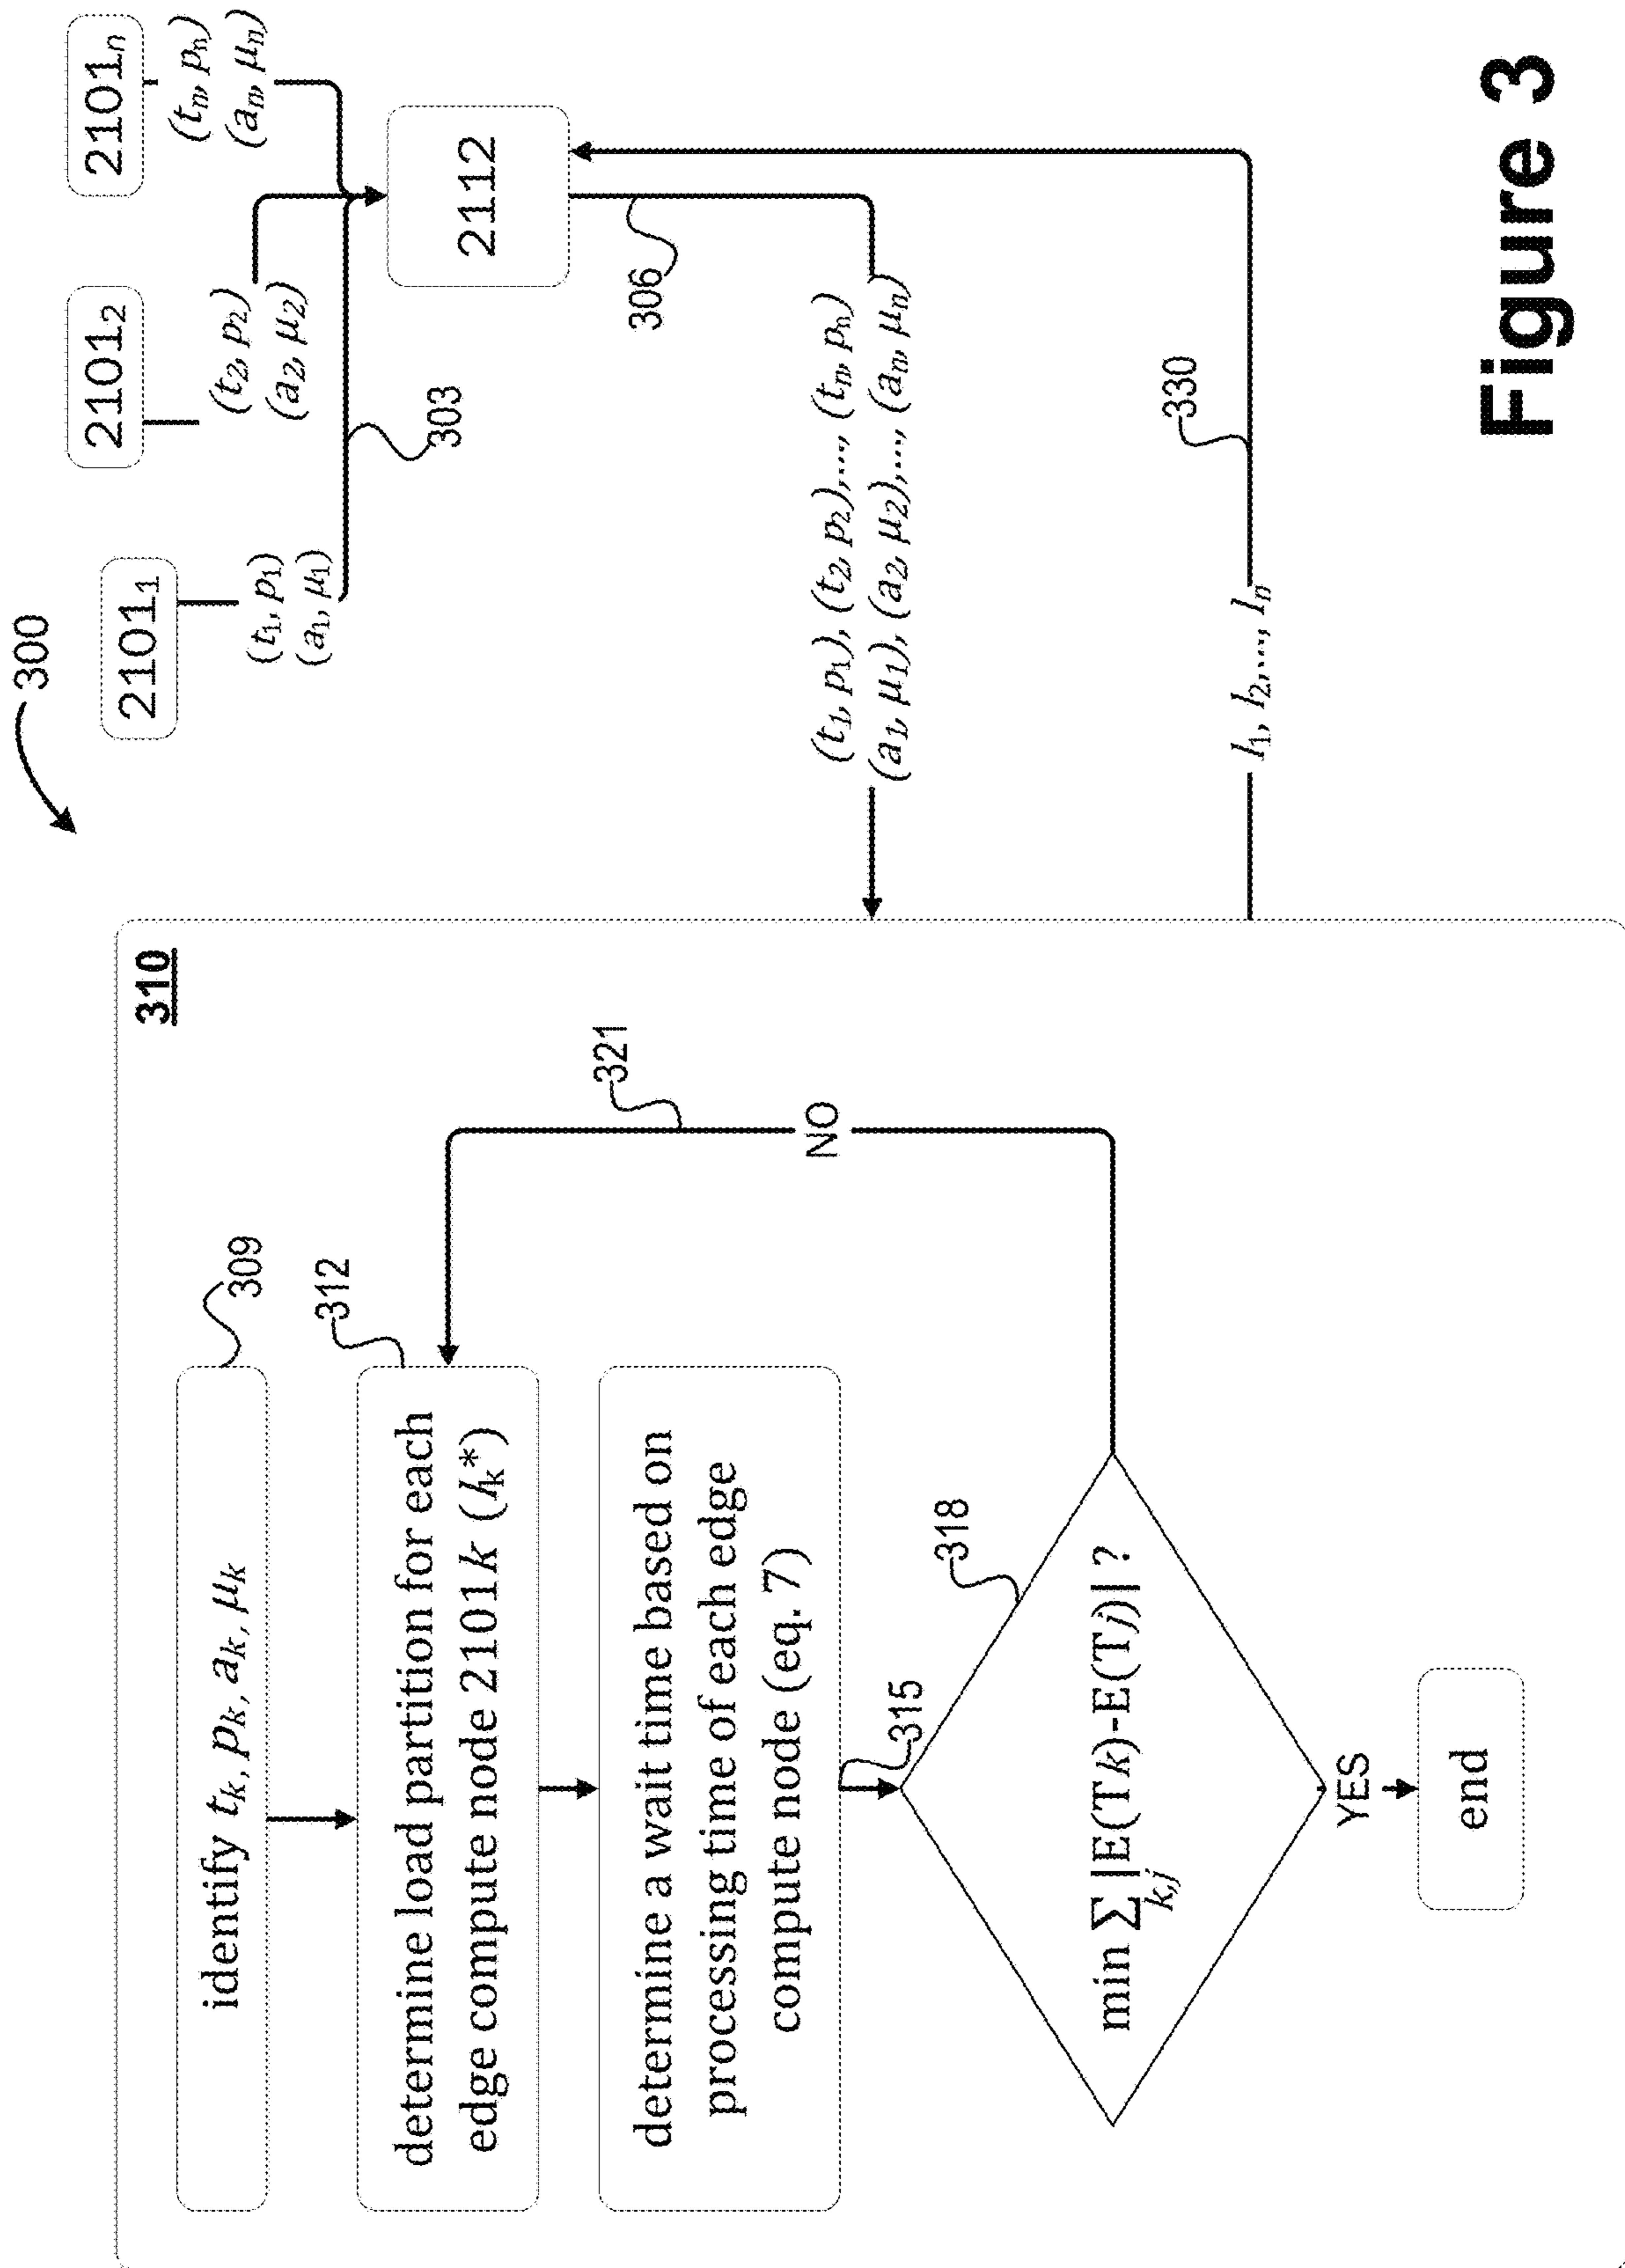 300
2101₁
2101₂
2101ₙ
(t₁, p₁)
(a₁, μ₁)
(t₂, p₂)
(a₂, μ₂)
(tₙ, pₙ)
(aₙ, μₙ)
303
2112
306
(t₁, p₁), (t₂, p₂),..., (tₙ, pₙ)
(a₁, μ₁), (a₂, μ₂),..., (aₙ, μₙ)
330
l₁, l₂,..., lₙ
310
309
identify tₖ, pₖ, aₖ, μₖ
312
determine load partition for each
edge compute node 2101k (lₖ*)
321
NO
determine a wait time based on
processing time of each edge
compute node (eq. 7)
315
318
min ∑ |E(Tk)-E(Tj)| ?
k,j
YES
end
Figure 3